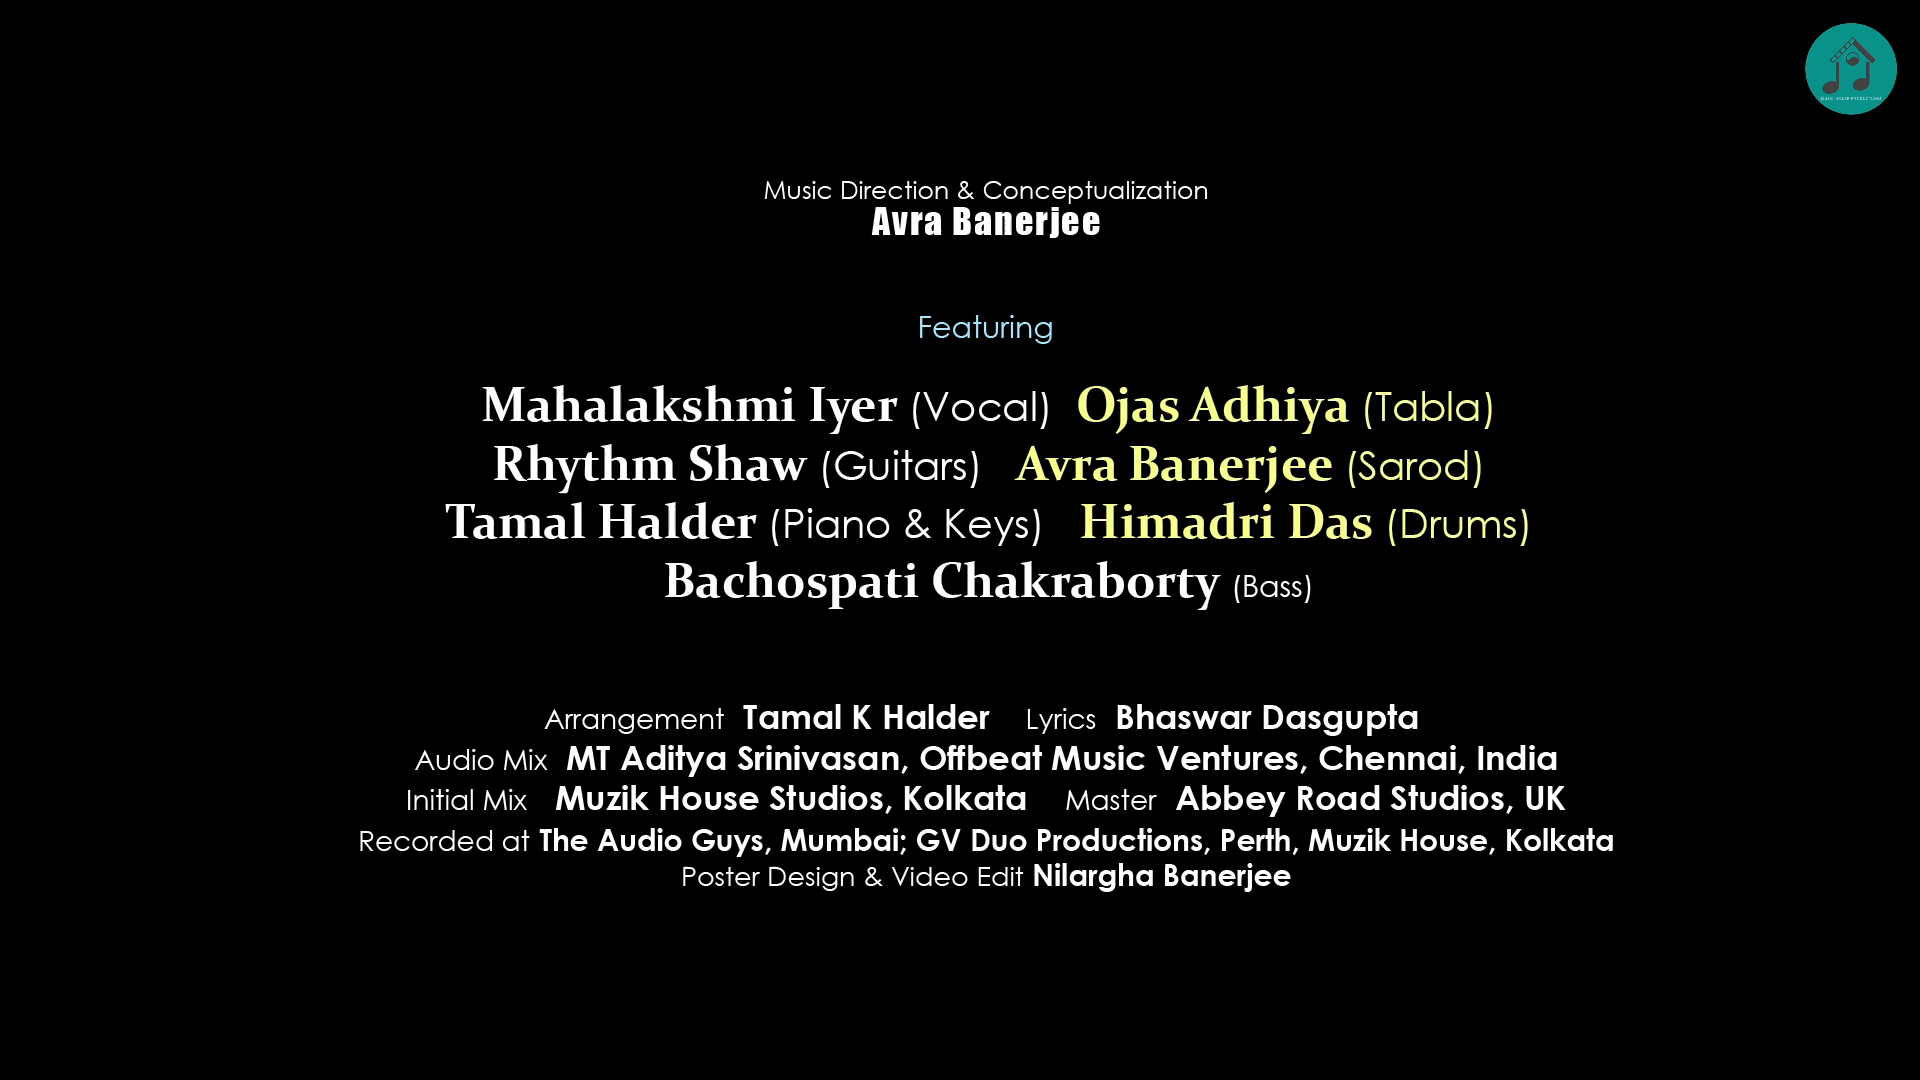 MUZIK HOUSE PRODUCTIONS
Music Direction & Conceptualization
Avra Banerjee
Featuring
Mahalakshmi Iyer (Vocal) Ojas Adhiya (Tabla)
Rhythm Shaw (Guitars) Avra Banerjee (Sarod)
Tamal Halder (Piano & Keys) Himadri Das (Drums)
Bachospati Chakraborty (Bass)
Arrangement Tamal K Halder Lyrics Bhaswar Dasgupta
Audio Mix MT Aditya Srinivasan, Offbeat Music Ventures, Chennai, India
Initial Mix Muzik House Studios, Kolkata Master Abbey Road Studios, UK
Recorded at The Audio Guys, Mumbai; GV Duo Productions, Perth, Muzik House, Kolkata
Poster Design & Video Edit Nilargha Banerjee